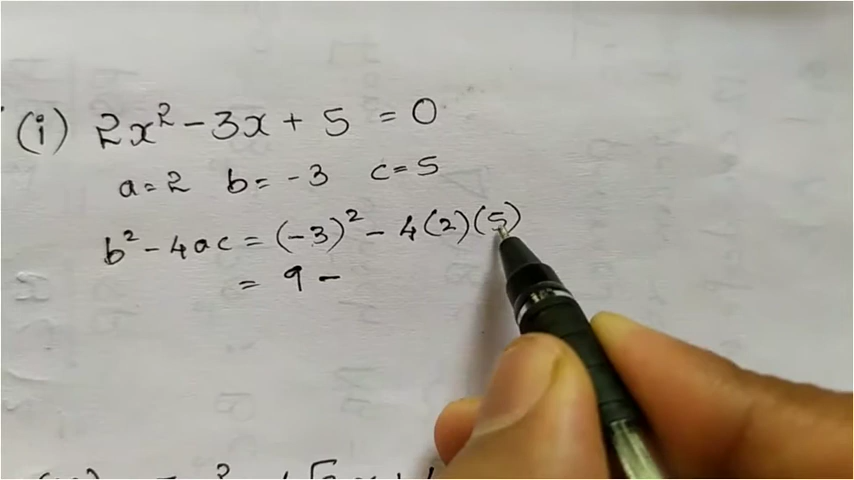 (i) 2x² - 3x + 5 = 0
a = 2 b = -3 c = 5
b² - 4ac = (-3)² - 4(2)(5)
= 9 -